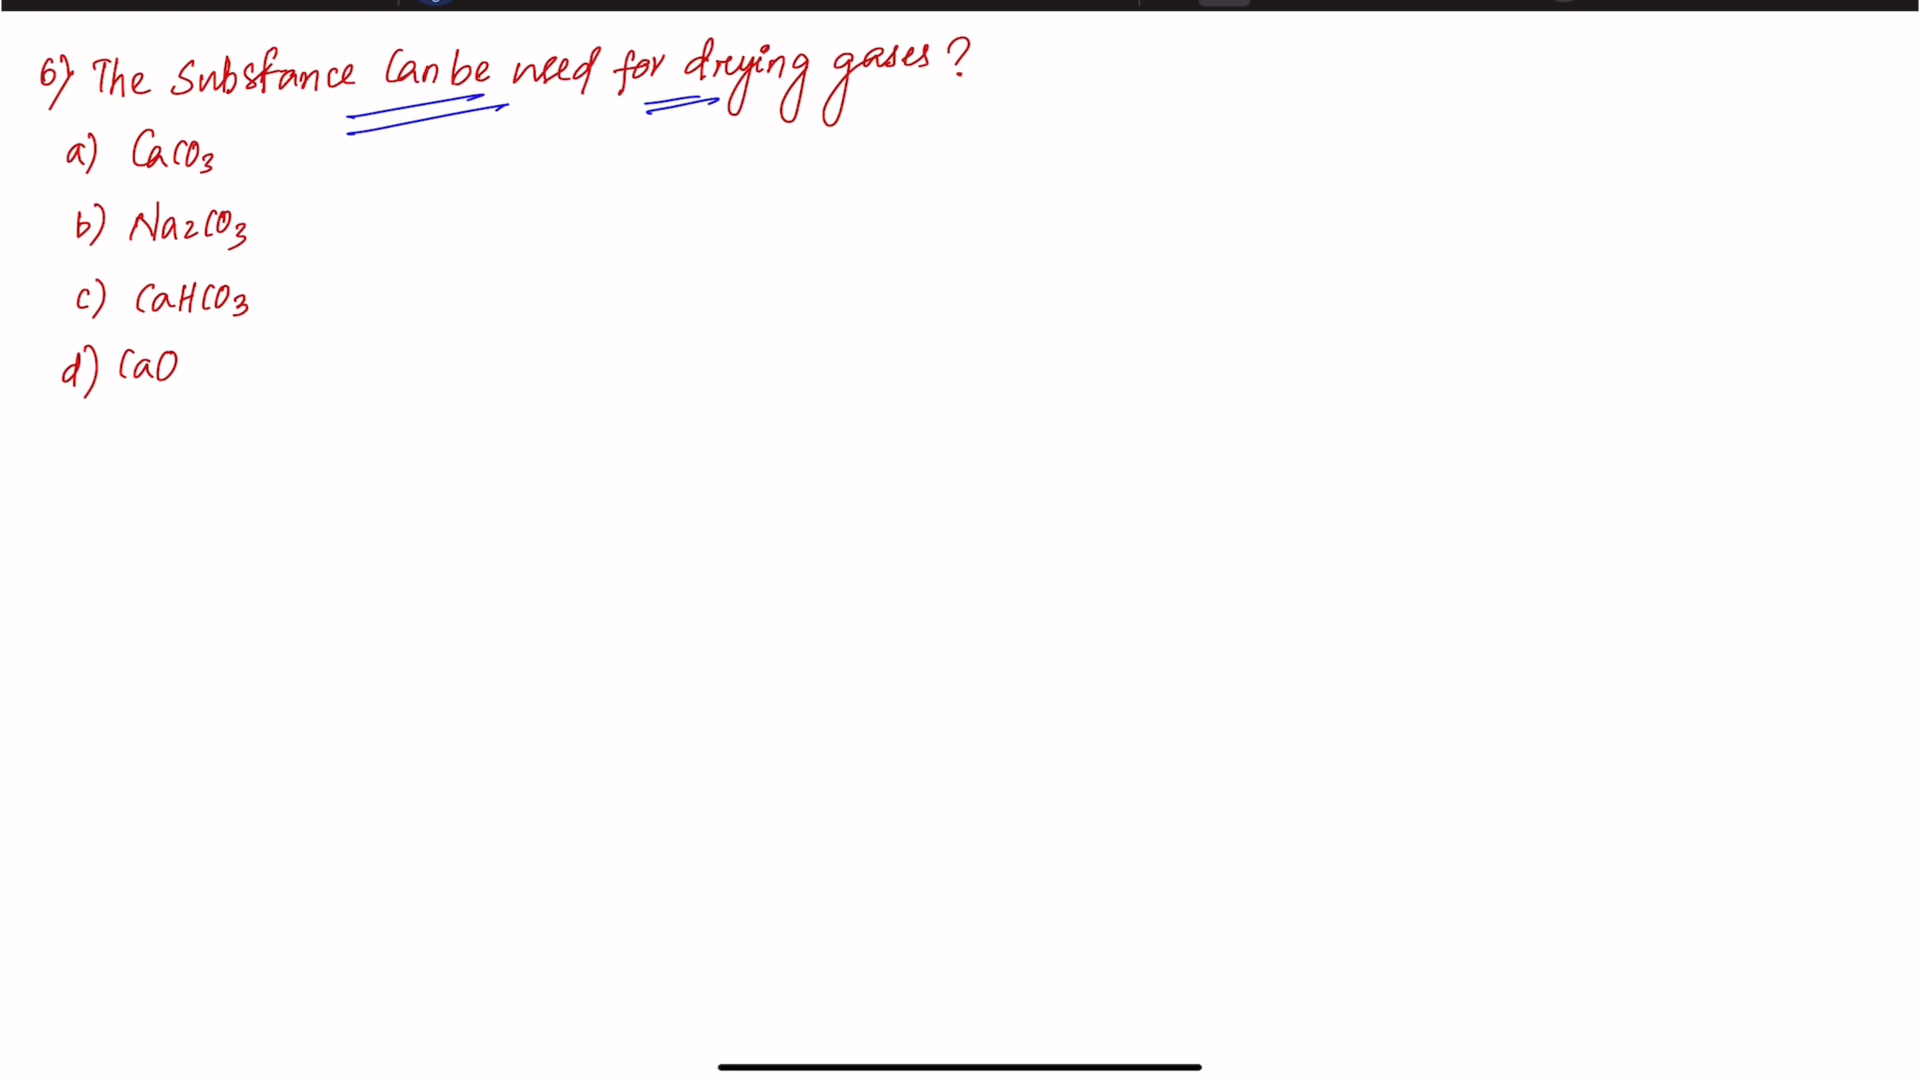 6) The Substance Can be used for drying gases?
a) CaCO3
b) Na2CO3
c) CaHCO3
d) CaO